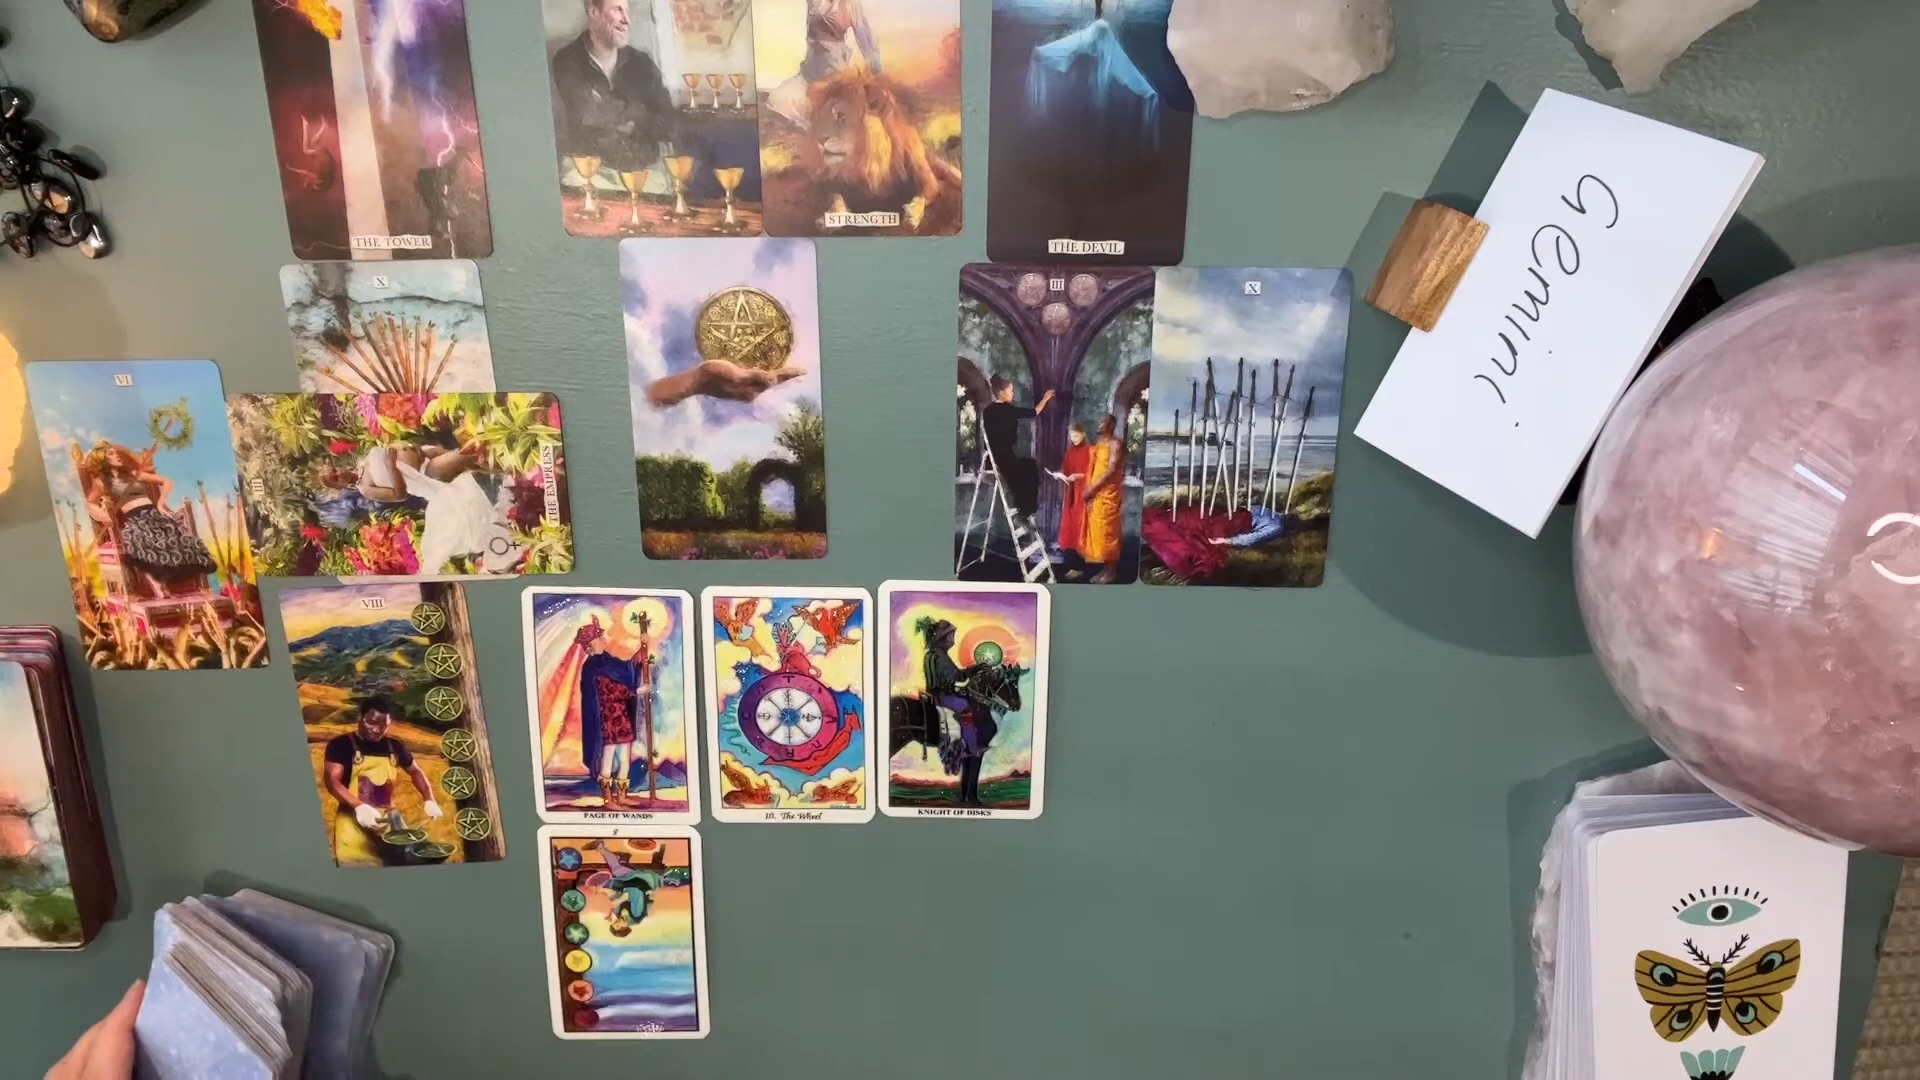 THE TOWER
STRENGTH
THE DEVIL
X
III
X
Gemini
VI
III
THE EMPRESS
VIII
PAGE OF WANDS
10. The Wheel
KNIGHT OF DISKS
8